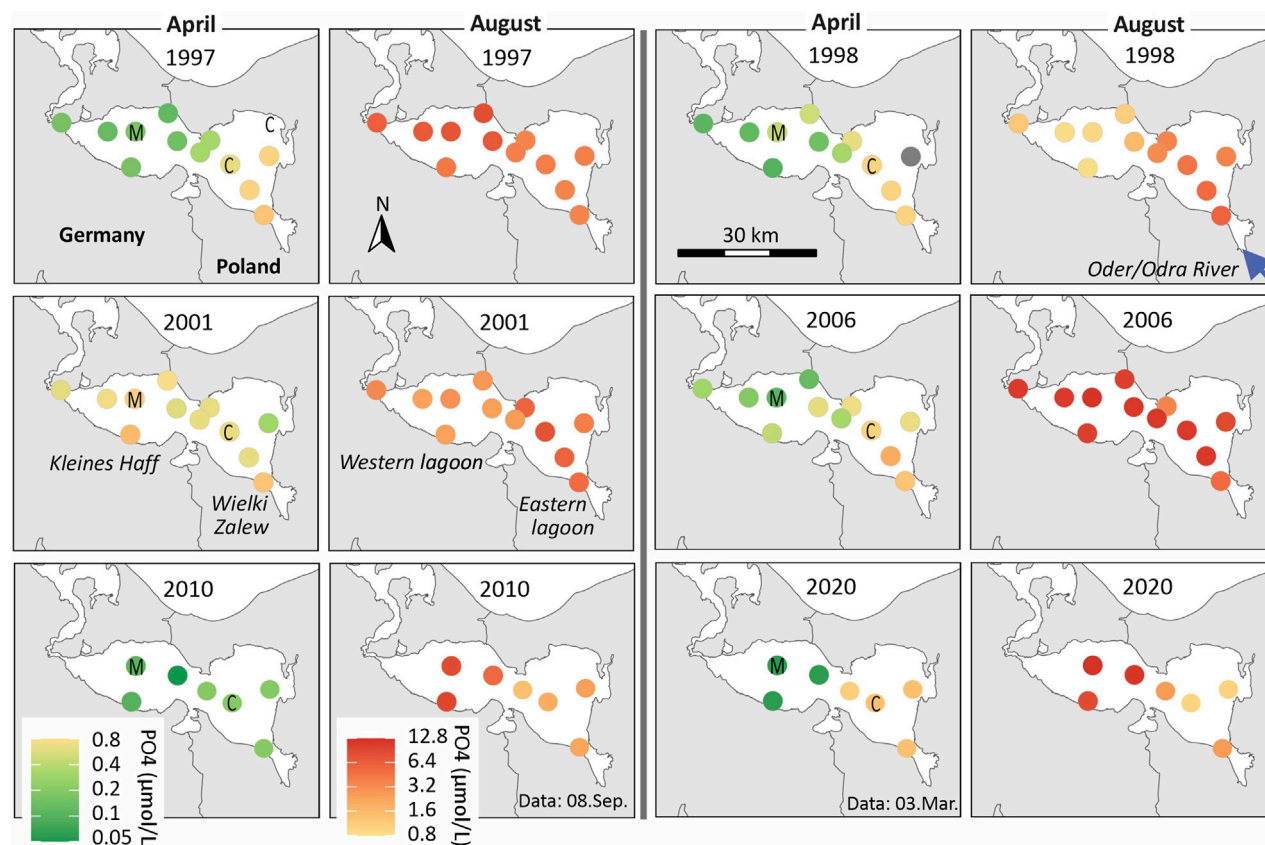 April
1997
August
1997
April
1998
August
1998
M
C
C
M
C
N
Germany
Poland
30 km
Oder/Odra River
2001
2001
2006
2006
M
C
M
C
Kleines Haff
Wielki
Zalew
Western lagoon
Eastern
lagoon
2010
2010
2020
2020
M
C
M
C
0.8
0.4
0.2
0.1
0.05
PO4 (µmol/L)
12.8
6.4
3.2
1.6
0.8
PO4 (µmol/L)
Data: 08.Sep.
Data: 03.Mar.